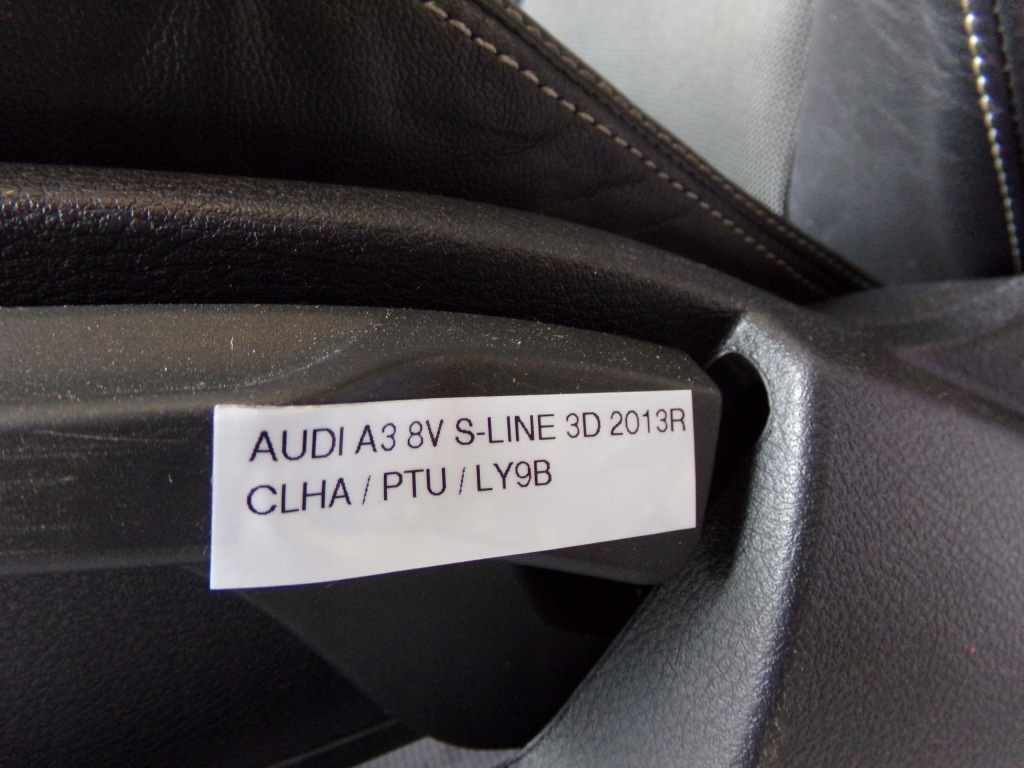 AUDI A3 8V S-LINE 3D 2013R
CLHA / PTU / LY9B